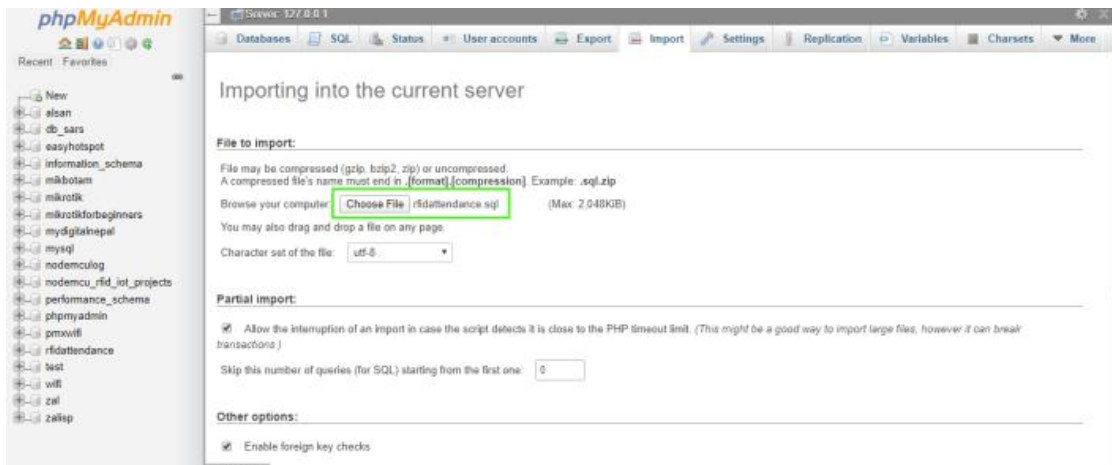 phpMyAdmin
Recent Favorites
New
alsan
db_sars
easyhotspot
information_schema
mikbotam
mikrotik
mikrotikforbeginners
mydigitalnepal
mysql
nodemculog
nodemcu_rfid_iot_projects
performance_schema
phpmyadmin
pmxwifi
rfidattendance
test
wifi
zal
zalisp
Server: 127.0.0.1
Databases SQL Status User accounts Export Import Settings Replication Variables Charsets More
Importing into the current server
File to import:
File may be compressed (gzip, bzip2, zip) or uncompressed.
A compressed file's name must end in .[format].[compression]. Example: .sql.zip
Browse your computer: Choose File rfidattendance.sql (Max: 2,048KiB)
You may also drag and drop a file on any page.
Character set of the file: utf-8
Partial import:
Allow the interruption of an import in case the script detects it is close to the PHP timeout limit. (This might be a good way to import large files, however it can break
transactions.)
Skip this number of queries (for SQL) starting from the first one: 0
Other options:
Enable foreign key checks